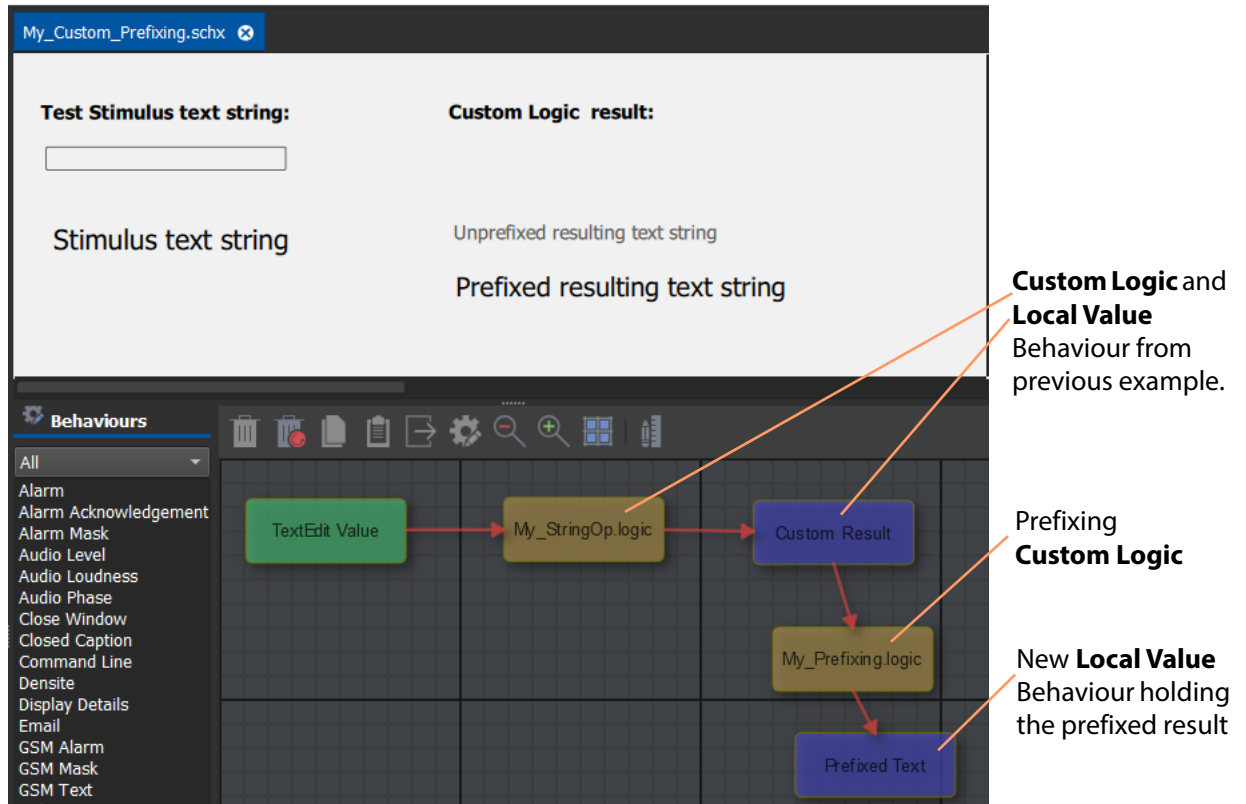 My_Custom_Prefixing.schx
Test Stimulus text string:
Custom Logic  result:
Stimulus text string
Unprefixed resulting text string
Prefixed resulting text string
Custom Logic and
Local Value
Behaviour from
previous example.
Behaviours
All
Alarm
Alarm Acknowledgement
Alarm Mask
Audio Level
Audio Loudness
Audio Phase
Close Window
Closed Caption
Command Line
Densite
Display Details
Email
GSM Alarm
GSM Mask
GSM Text
TextEdit Value
My_StringOp.logic
Custom Result
My_Prefixing.logic
Prefixed Text
Prefixing
Custom Logic
New Local Value
Behaviour holding
the prefixed result